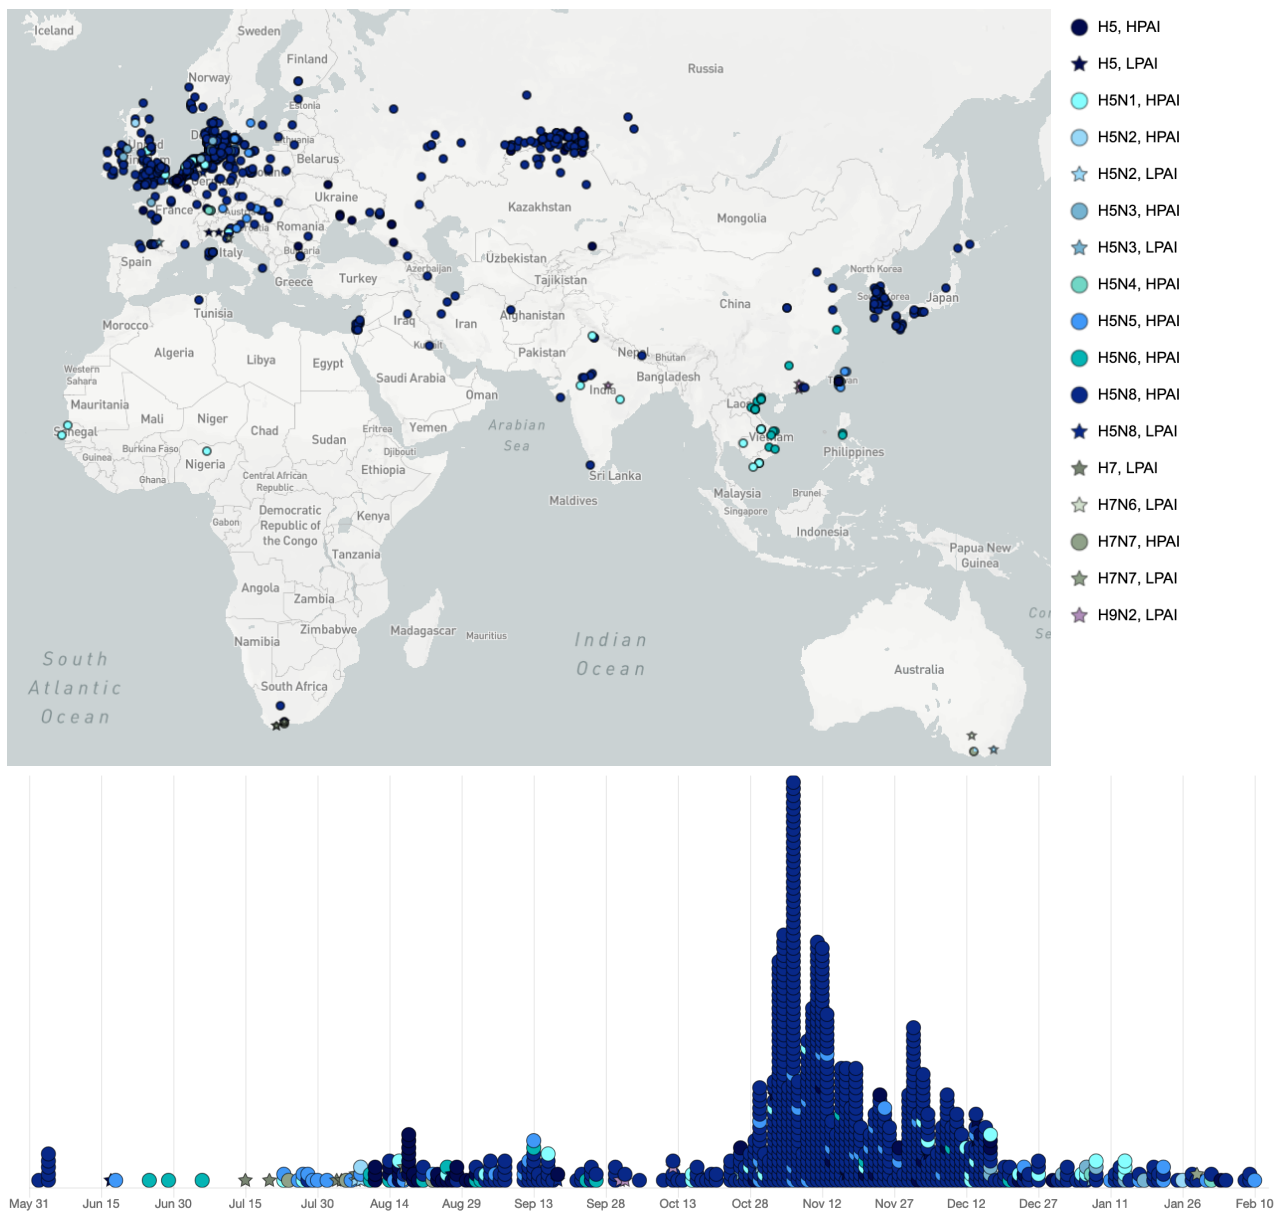 Iceland
Sweden
Finland
Norway
Russia
Estonia
Belarus
Ukraine
Kazakhstan
Mongolia
France
Romania
Spain
Italy
Greece
Turkey
Azerbaijan
Uzbekistan
Tajikistan
North Korea
Japan
China
Morocco
Tunisia
Iraq
Iran
Afghanistan
Algeria
Libya
Egypt
Pakistan
Nepal
Bhutan
Western
Sahara
Saudi Arabia
India
Bangladesh
Oman
Mauritania
Mali
Niger
Chad
Sudan
Eritrea
Yemen
Arabian
Sea
Laos
Senegal
Burkina Faso
Djibouti
Vietnam
Guinea
Nigeria
Ethiopia
Philippines
Ghana
Central African
Republic
Sri Lanka
Maldives
Malaysia
Brunei
Singapore
Gabon
Democratic
Republic of
the Congo
Kenya
Indonesia
Tanzania
Papua New
Guinea
Angola
Zambia
Zimbabwe
Madagascar
Mauritius
Namibia
Indian
Ocean
South
Atlantic
Ocean
South Africa
Australia
H5, HPAI
H5, LPAI
H5N1, HPAI
H5N2, HPAI
H5N2, LPAI
H5N3, HPAI
H5N3, LPAI
H5N4, HPAI
H5N5, HPAI
H5N6, HPAI
H5N8, HPAI
H5N8, LPAI
H7, LPAI
H7N6, LPAI
H7N7, HPAI
H7N7, LPAI
H9N2, LPAI
May 31
Jun 15
Jun 30
Jul 15
Jul 30
Aug 14
Aug 29
Sep 13
Sep 28
Oct 13
Oct 28
Nov 12
Nov 27
Dec 12
Dec 27
Jan 11
Jan 26
Feb 10